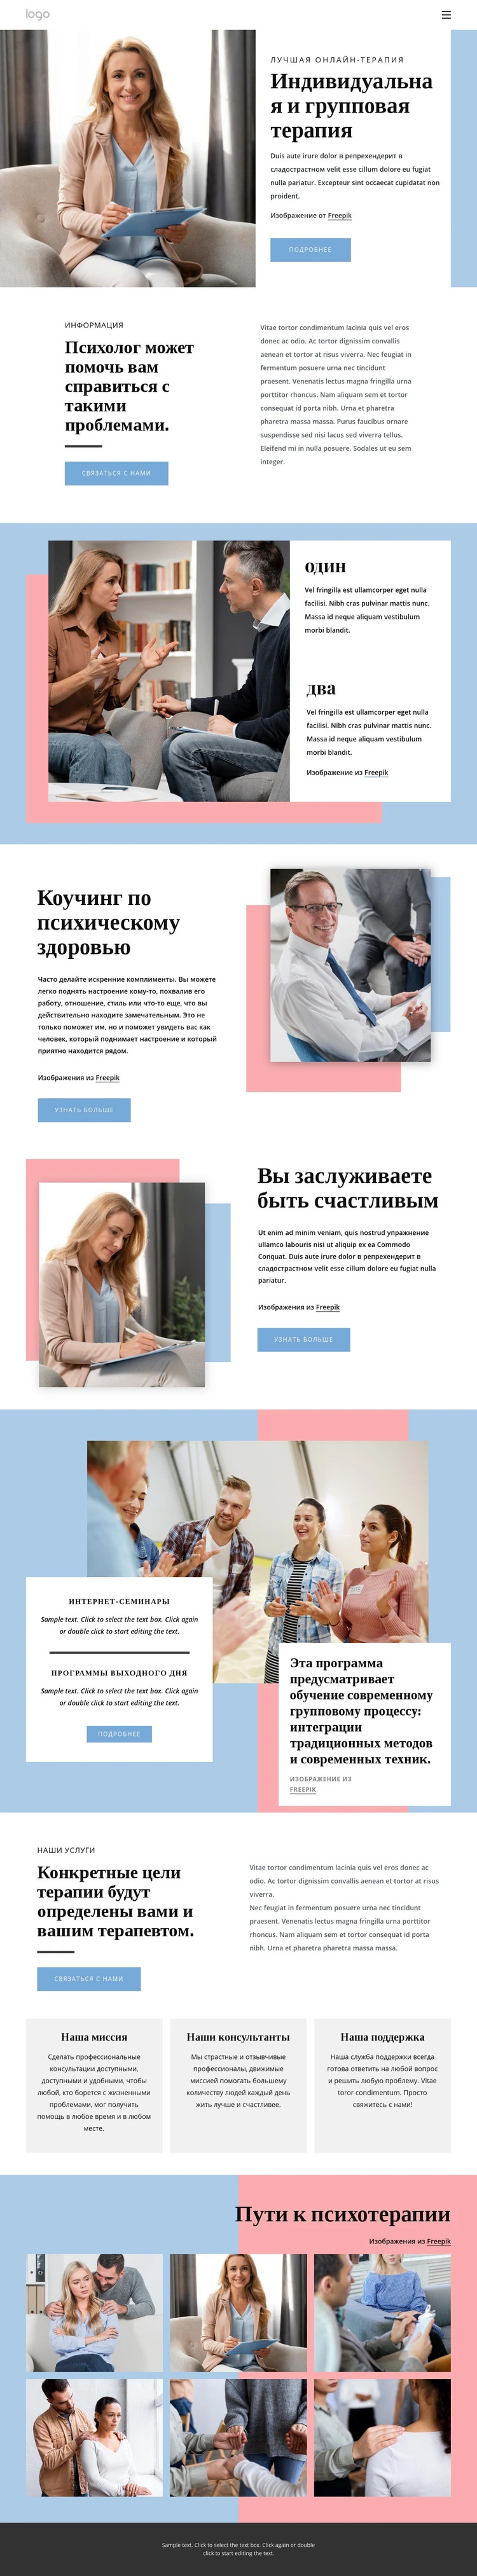 logo
ЛУЧШАЯ ОНЛАЙН-ТЕРАПИЯ
Индивидуальна
я и групповая
терапия
Duis aute irure dolor в репрехендерит в
сладострастном velit esse cillum dolore eu fugiat
nulla pariatur. Excepteur sint occaecat cupidatat non
proident.
Изображение от Freepik
ПОДРОБНЕЕ
ИНФОРМАЦИЯ
Психолог может
помочь вам
справиться с
такими
проблемами.
СВЯЗАТЬСЯ С НАМИ
Vitae tortor condimentum lacinia quis vel eros
donec ac odio. Ac tortor dignissim convallis
aenean et tortor at risus viverra. Nec feugiat in
fermentum posuere urna nec tincidunt
praesent. Venenatis lectus magna fringilla urna
porttitor rhoncus. Nam aliquam sem et tortor
consequat id porta nibh. Urna et pharetra
pharetra massa massa. Purus faucibus ornare
suspendisse sed nisi lacus sed viverra tellus.
Eleifend mi in nulla posuere. Sodales ut eu sem
integer.
один
Vel fringilla est ullamcorper eget nulla
facilisi. Nibh cras pulvinar mattis nunc.
Massa id neque aliquam vestibulum
morbi blandit.
два
Vel fringilla est ullamcorper eget nulla
facilisi. Nibh cras pulvinar mattis nunc.
Massa id neque aliquam vestibulum
morbi blandit.
Изображение из Freepik
Коучинг по
психическому
здоровью
Часто делайте искренние комплименты. Вы можете
легко поднять настроение кому-то, похвалив его
работу, отношение, стиль или что-то еще, что вы
действительно находите замечательным. Это не
только поможет им, но и поможет увидеть вас как
человек, который поднимает настроение и который
приятно находится рядом.
Изображения из Freepik
УЗНАТЬ БОЛЬШЕ
Вы заслуживаете
быть счастливым
Ut enim ad minim veniam, quis nostrud упражнение
ullamco labouris nisi ut aliquip ex ea Commodo
Conquat. Duis aute irure dolor в репрехендерит в
сладострастном velit esse cillum dolore eu fugiat nulla
pariatur.
Изображения из Freepik
УЗНАТЬ БОЛЬШЕ
ИНТЕРНЕТ-СЕМИНАРЫ
Sample text. Click to select the text box. Click again
or double click to start editing the text.
ПРОГРАММЫ ВЫХОДНОГО ДНЯ
Sample text. Click to select the text box. Click again
or double click to start editing the text.
ПОДРОБНЕЕ
Эта программа
предусматривает
обучение современному
групповому процессу:
интеграции
традиционных методов
и современных техник.
ИЗОБРАЖЕНИЕ ИЗ
FREEPIK
НАШИ УСЛУГИ
Конкретные цели
терапии будут
определены вами и
вашим терапевтом.
СВЯЗАТЬСЯ С НАМИ
Vitae tortor condimentum lacinia quis vel eros donec ac
odio. Ac tortor dignissim convallis aenean et tortor at risus
viverra.
Nec feugiat in fermentum posuere urna nec tincidunt
praesent. Venenatis lectus magna fringilla urna porttitor
rhoncus. Nam aliquam sem et tortor consequat id porta
nibh. Urna et pharetra pharetra massa massa.
Наша миссия
Сделать профессиональные
консультации доступными,
доступными и удобными, чтобы
любой, кто борется с жизненными
проблемами, мог получить
помощь в любое время и в любом
месте.
Наши консультанты
Мы страстные и отзывчивые
профессионалы, движимые
миссией помогать большему
количеству людей каждый день
жить лучше и счастливее.
Наша поддержка
Наша служба поддержки всегда
готова ответить на любой вопрос
и решить любую проблему. Vitae
toror condimentum. Просто
свяжитесь с нами!
Пути к психотерапии
Изображения из Freepik
Sample text. Click to select the text box. Click again or double
click to start editing the text.